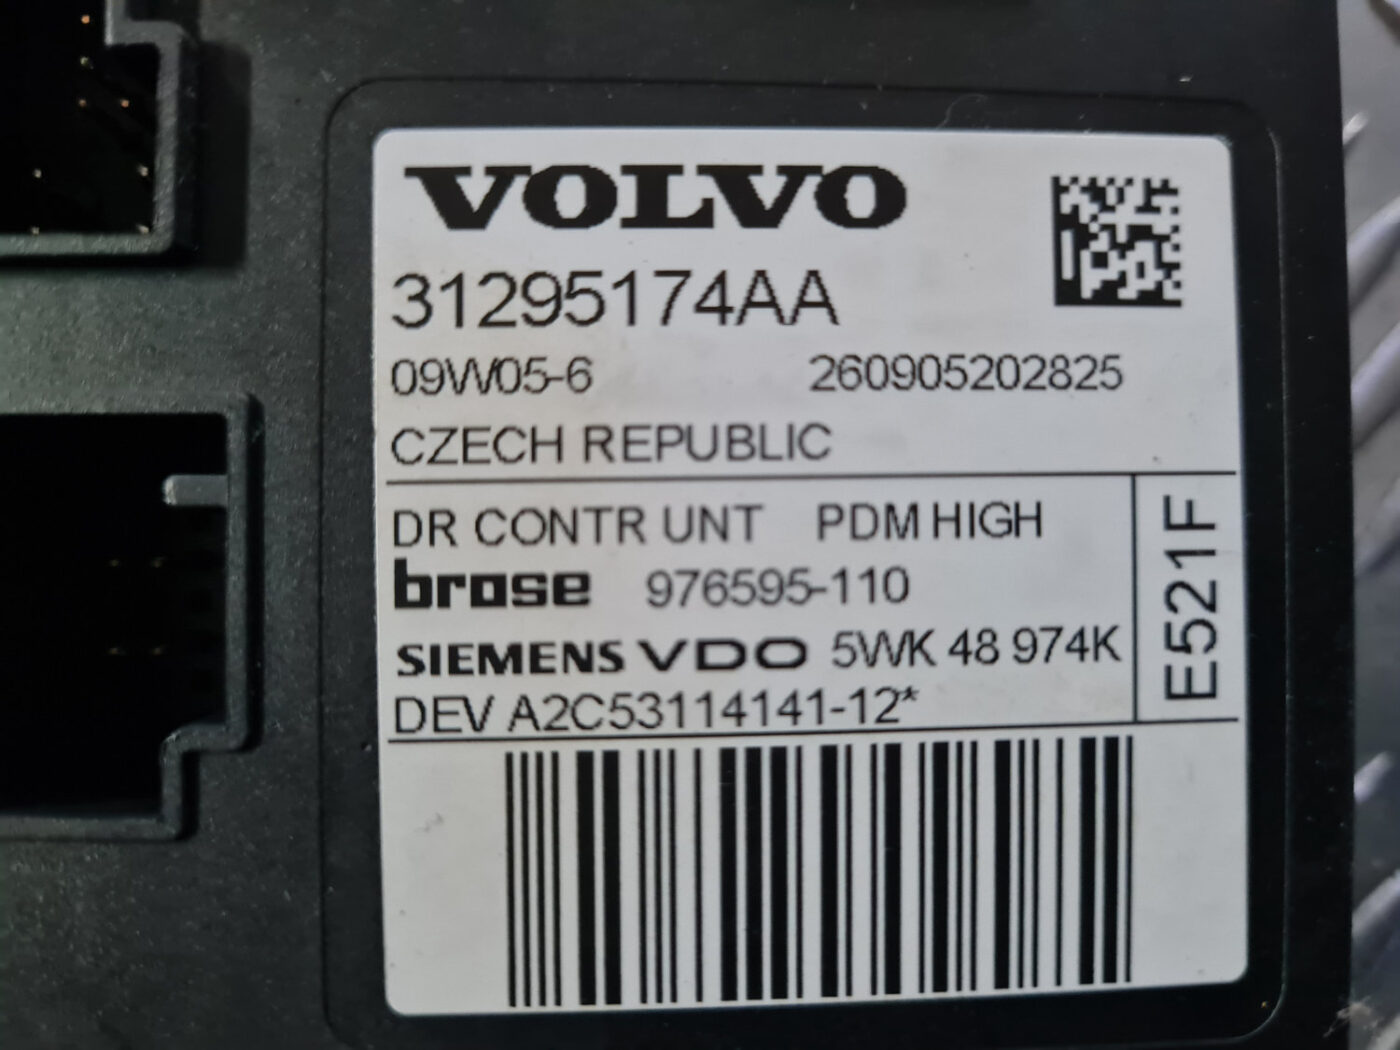 VOLVO
31295174AA
09W05-6 260905202825
CZECH REPUBLIC
DR CONTR UNT PDM HIGH
brose 976595-110
SIEMENS VDO 5WK 48 974K
DEV A2C53114141-12*
E521F